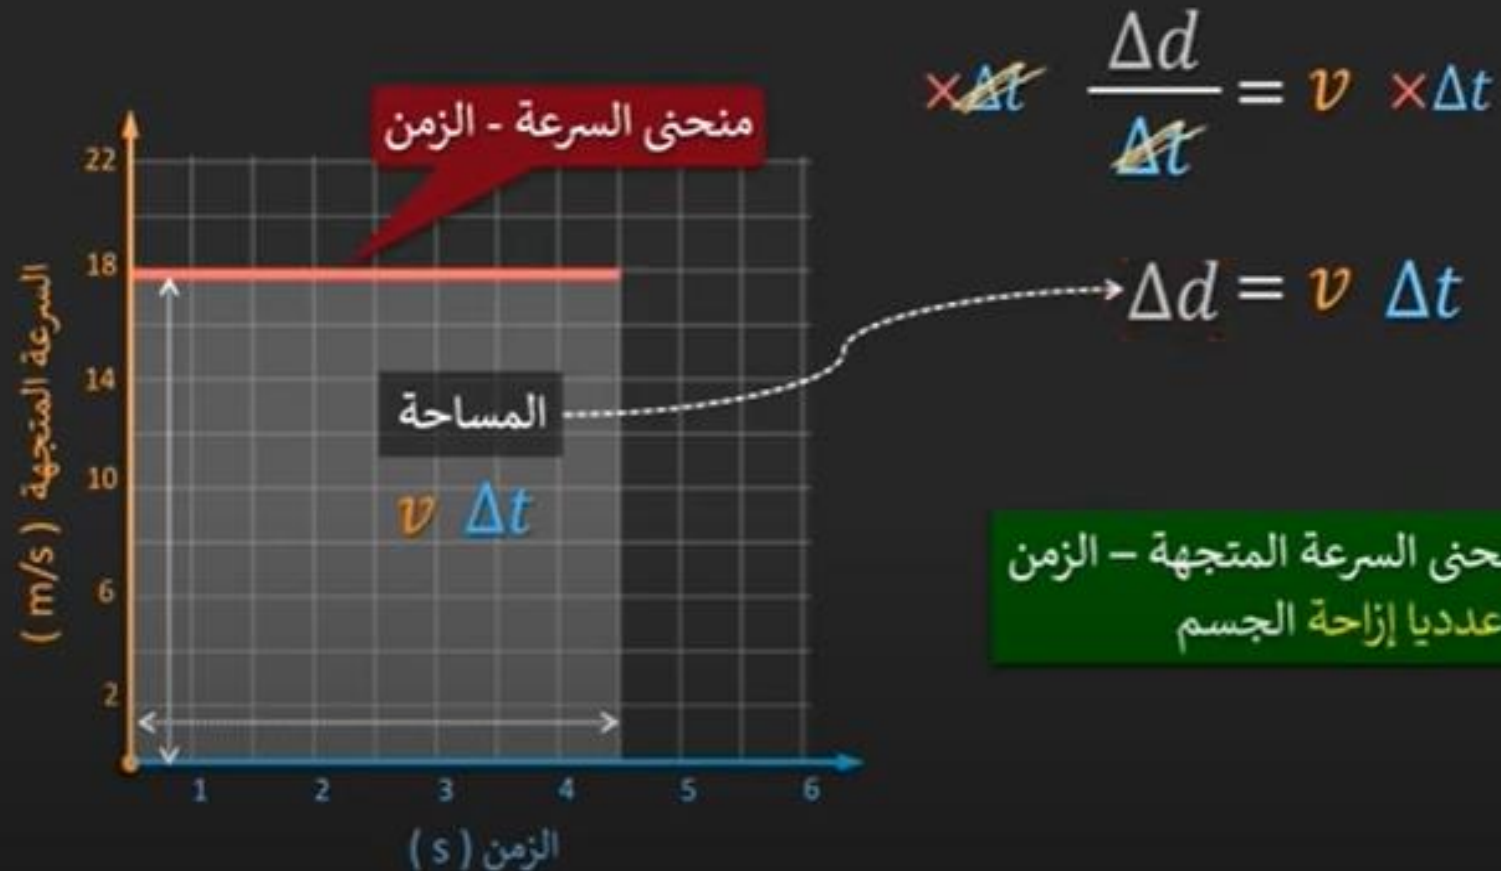 منحنى السرعة - الزمن
×Δt Δd/Δt = v ×Δt
Δd = v Δt
المساحة
v Δt
السرعة المتجهة ( m/s )
22
18
14
10
6
2
1 2 3 4 5 6
الزمن ( s )
السرعة المتجهة – الزمن
عدديا إزاحة الجسم